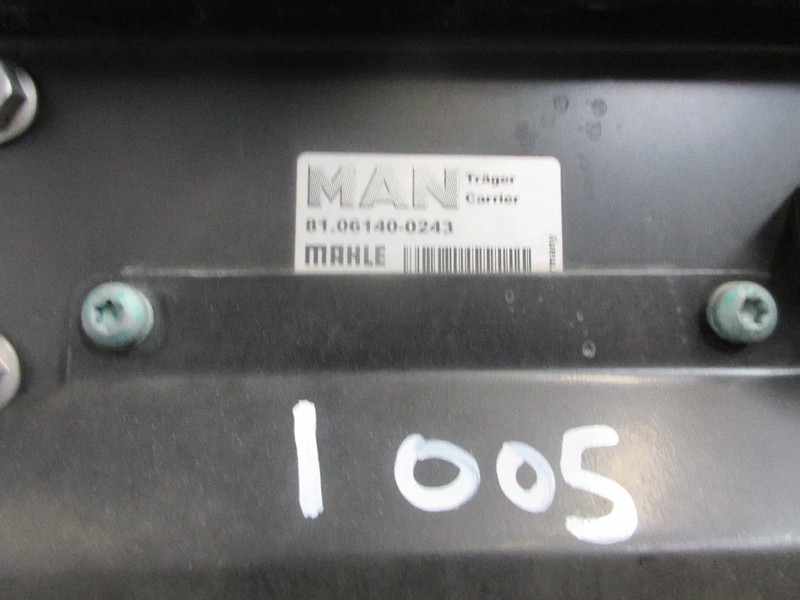 MAN Träger
Carrier
81.06140-0243
MAHLE
1005